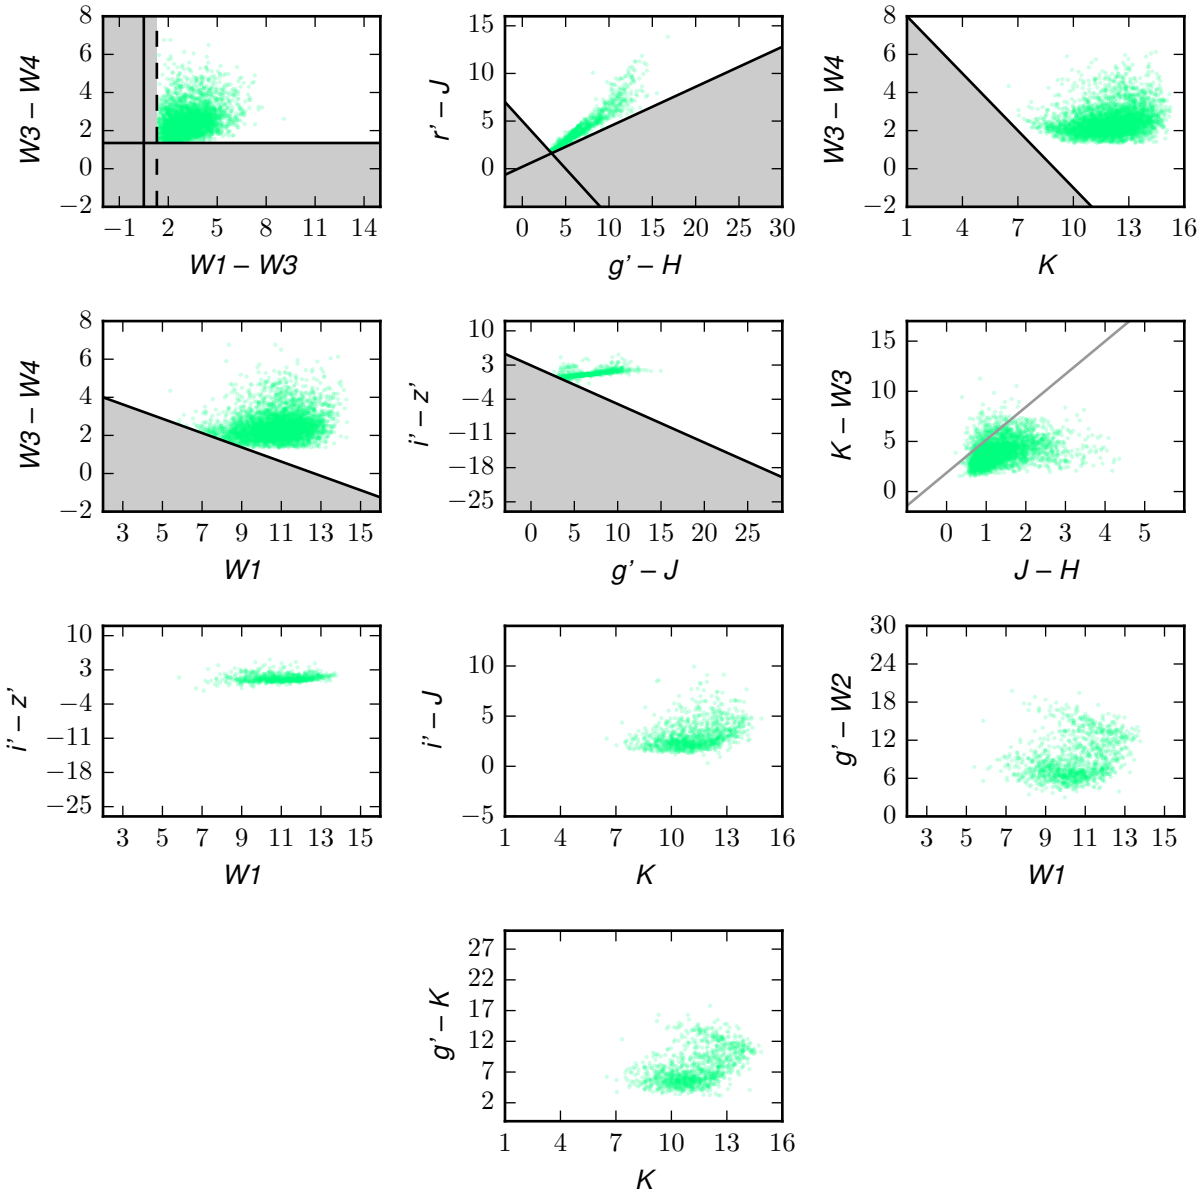 8 6 4 2 0 −2
W3 – W4
−1 2 5 8 11 14
W1 – W3
15 10 5 0
r' – J
0 5 10 15 20 25 30
g' – H
8 6 4 2 0 −2
W3 – W4
1 4 7 10 13 16
K
8 6 4 2 0 −2
W3 – W4
3 5 7 9 11 13 15
W1
10 3 −4 −11 −18 −25
i' – z'
0 5 10 15 20 25
g' – J
15 10 5 0
K – W3
0 1 2 3 4 5
J – H
10 3 −4 −11 −18 −25
i' – z'
3 5 7 9 11 13 15
W1
10 5 0 −5
i' – J
1 4 7 10 13 16
K
30 24 18 12 6 0
g' – W2
3 5 7 9 11 13 15
W1
27 22 17 12 7 2
g' – K
1 4 7 10 13 16
K